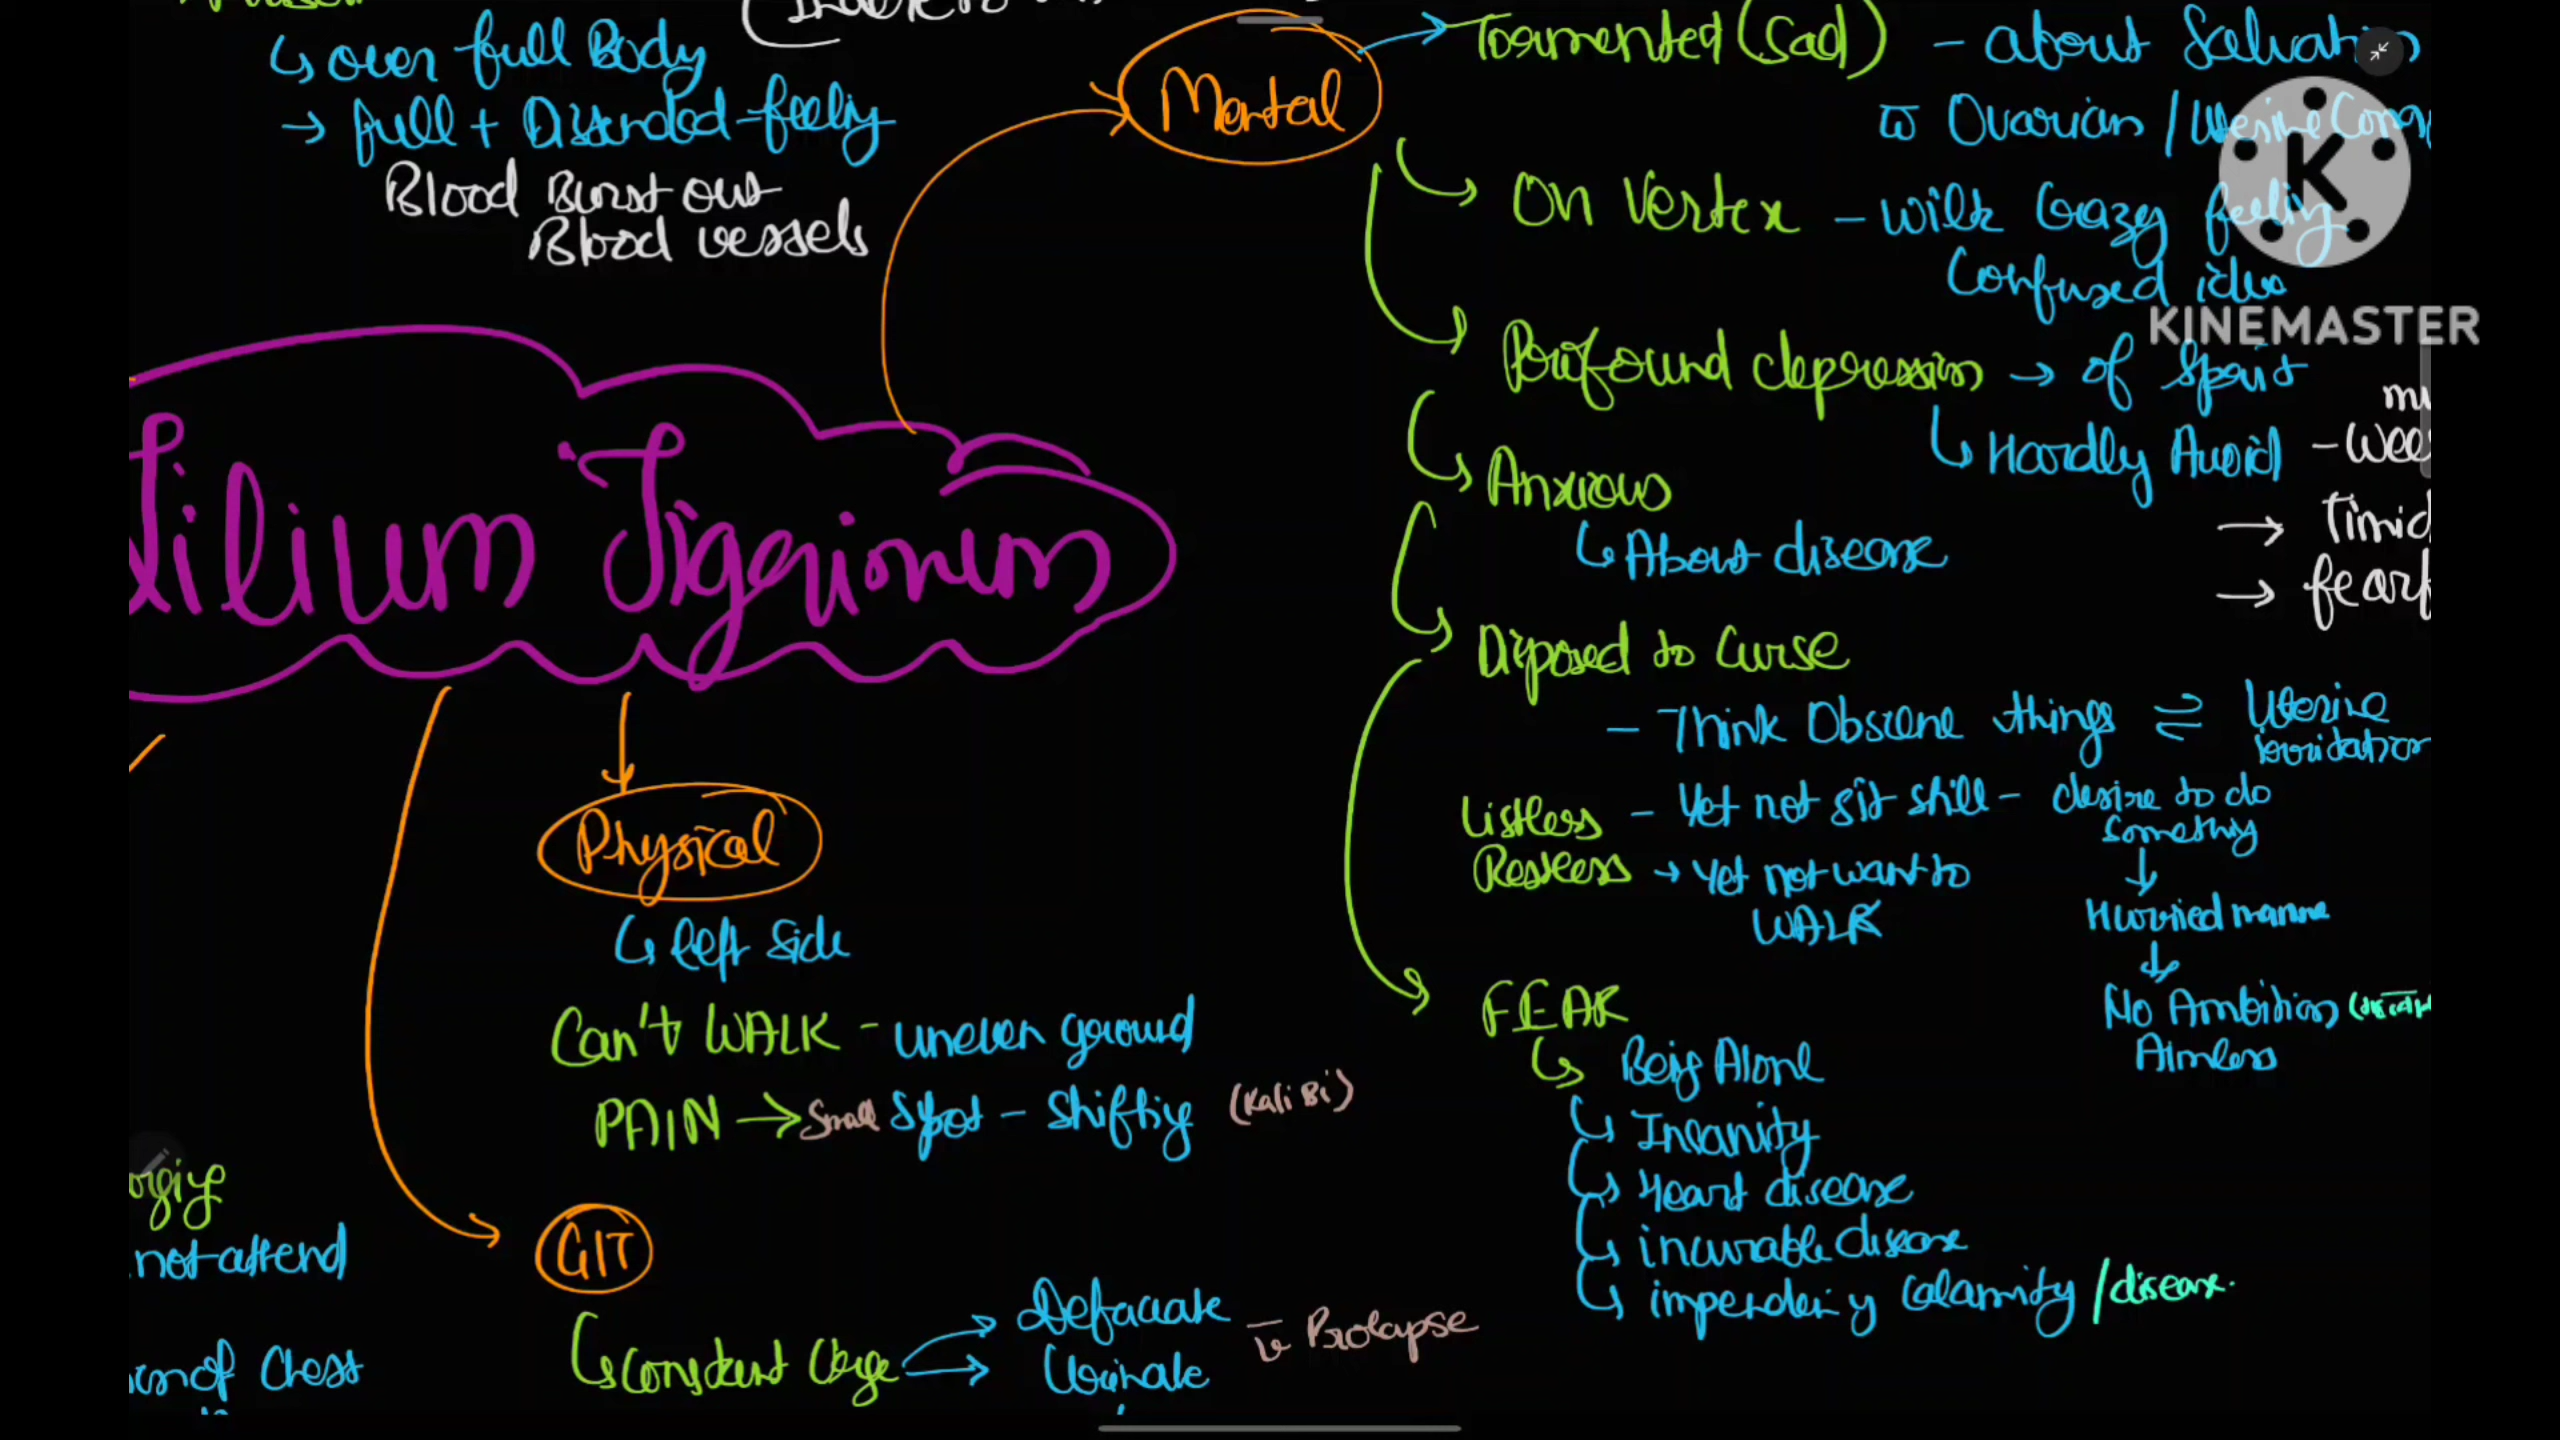 ↳ over full Body
→ full + Distended feeling
Blood Burst out
Blood vessels
Mental
Tormented (Sad) - about Salvation
Ovarian / Uterine
On Vertex - With Crazy feeling
Confused idea
KINEMASTER
Profound depression → of Spirit
↳ Hardly Avoid - Wee
→ Timid
→ fearf
Anxious
↳ About disease
Lilium Tigrinum
Disposed to Curse
- Think Obscene things ⇌ Uterine
irritation
Listless - Yet not sit still - desire to do
something
Restless → Yet not want to
WALK
↓
Hurried manne
↓
No Ambition
Aimless
FEAR
↳ Being Alone
↳ Insanity
↳ Heart disease
↳ incurable disease
↳ impending calamity / disease.
Physical
↳ left side
Can't WALK - uneven ground
PAIN → Small Spot - Shifting (Kali Bi)
GIT
↳ Constant Urge → Defacate
→ Urinate
Prolapse
not attend
of Chest
K